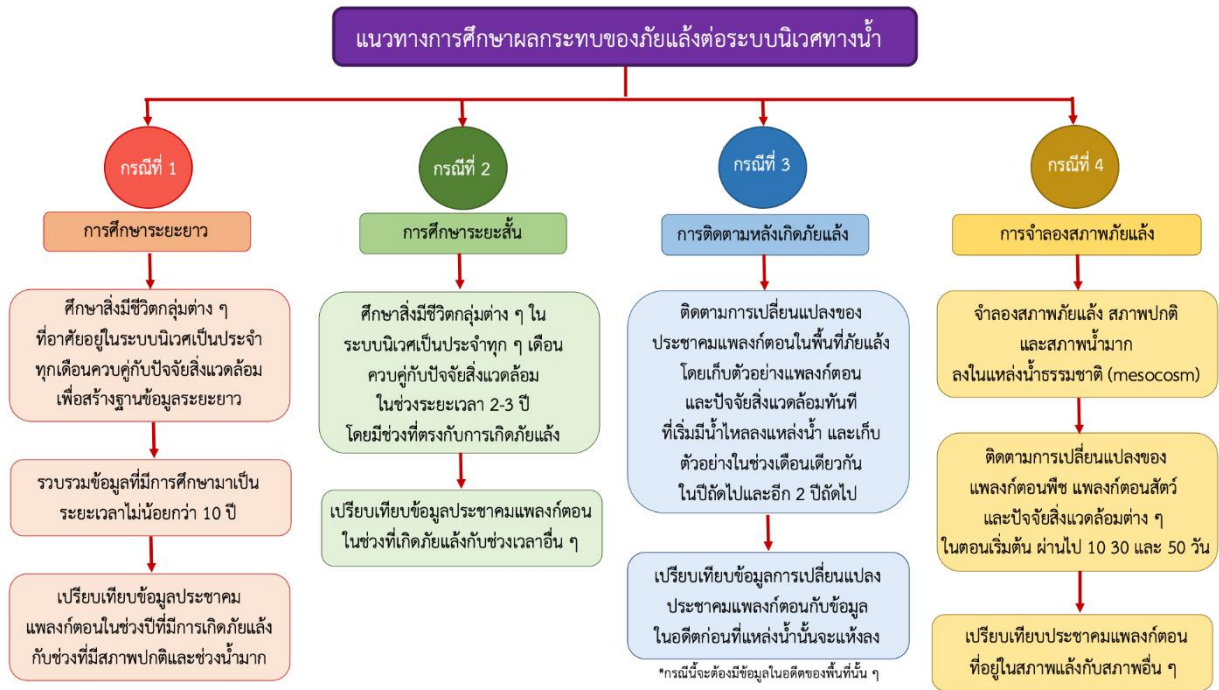 แนวทางการศึกษาผลกระทบของภัยแล้งต่อระบบนิเวศทางน้ำ
กรณีที่ 1
การศึกษาระยะยาว
ศึกษาสิ่งมีชีวิตกลุ่มต่าง ๆ
ที่อาศัยอยู่ในระบบนิเวศเป็นประจำ
ทุกเดือนควบคู่กับปัจจัยสิ่งแวดล้อม
เพื่อสร้างฐานข้อมูลระยะยาว
รวบรวมข้อมูลที่มีการศึกษามาเป็น
ระยะเวลาไม่น้อยกว่า 10 ปี
เปรียบเทียบข้อมูลประชาคม
แพลงก์ตอนในช่วงปีที่มีการเกิดภัยแล้ง
กับช่วงที่มีสภาพปกติและช่วงน้ำมาก
กรณีที่ 2
การศึกษาระยะสั้น
ศึกษาสิ่งมีชีวิตกลุ่มต่าง ๆ ใน
ระบบนิเวศเป็นประจำทุก ๆ เดือน
ควบคู่กับปัจจัยสิ่งแวดล้อม
ในช่วงระยะเวลา 2-3 ปี
โดยมีช่วงที่ตรงกับการเกิดภัยแล้ง
เปรียบเทียบข้อมูลประชาคมแพลงก์ตอน
ในช่วงที่เกิดภัยแล้งกับช่วงเวลาอื่น ๆ
กรณีที่ 3
การติดตามหลังเกิดภัยแล้ง
ติดตามการเปลี่ยนแปลงของ
ประชาคมแพลงก์ตอนในพื้นที่ภัยแล้ง
โดยเก็บตัวอย่างแพลงก์ตอน
และปัจจัยสิ่งแวดล้อมทันที
ที่เริ่มมีน้ำไหลลงแหล่งน้ำ และเก็บ
ตัวอย่างในช่วงเดือนเดียวกัน
ในปีถัดไปและอีก 2 ปีถัดไป
เปรียบเทียบข้อมูลการเปลี่ยนแปลง
ประชาคมแพลงก์ตอนกับข้อมูล
ในอดีตก่อนที่แหล่งน้ำนั้นจะแห้งลง
*กรณีนี้จะต้องมีข้อมูลในอดีตของพื้นที่นั้น ๆ
กรณีที่ 4
การจำลองสภาพภัยแล้ง
จำลองสภาพภัยแล้ง สภาพปกติ
และสภาพน้ำมาก
ลงในแหล่งน้ำธรรมชาติ (mesocosm)
ติดตามการเปลี่ยนแปลงของ
แพลงก์ตอนพืช แพลงก์ตอนสัตว์
และปัจจัยสิ่งแวดล้อมต่าง ๆ
ในตอนเริ่มต้น ผ่านไป 10 30 และ 50 วัน
เปรียบเทียบประชาคมแพลงก์ตอน
ที่อยู่ในสภาพแล้งกับสภาพอื่น ๆ